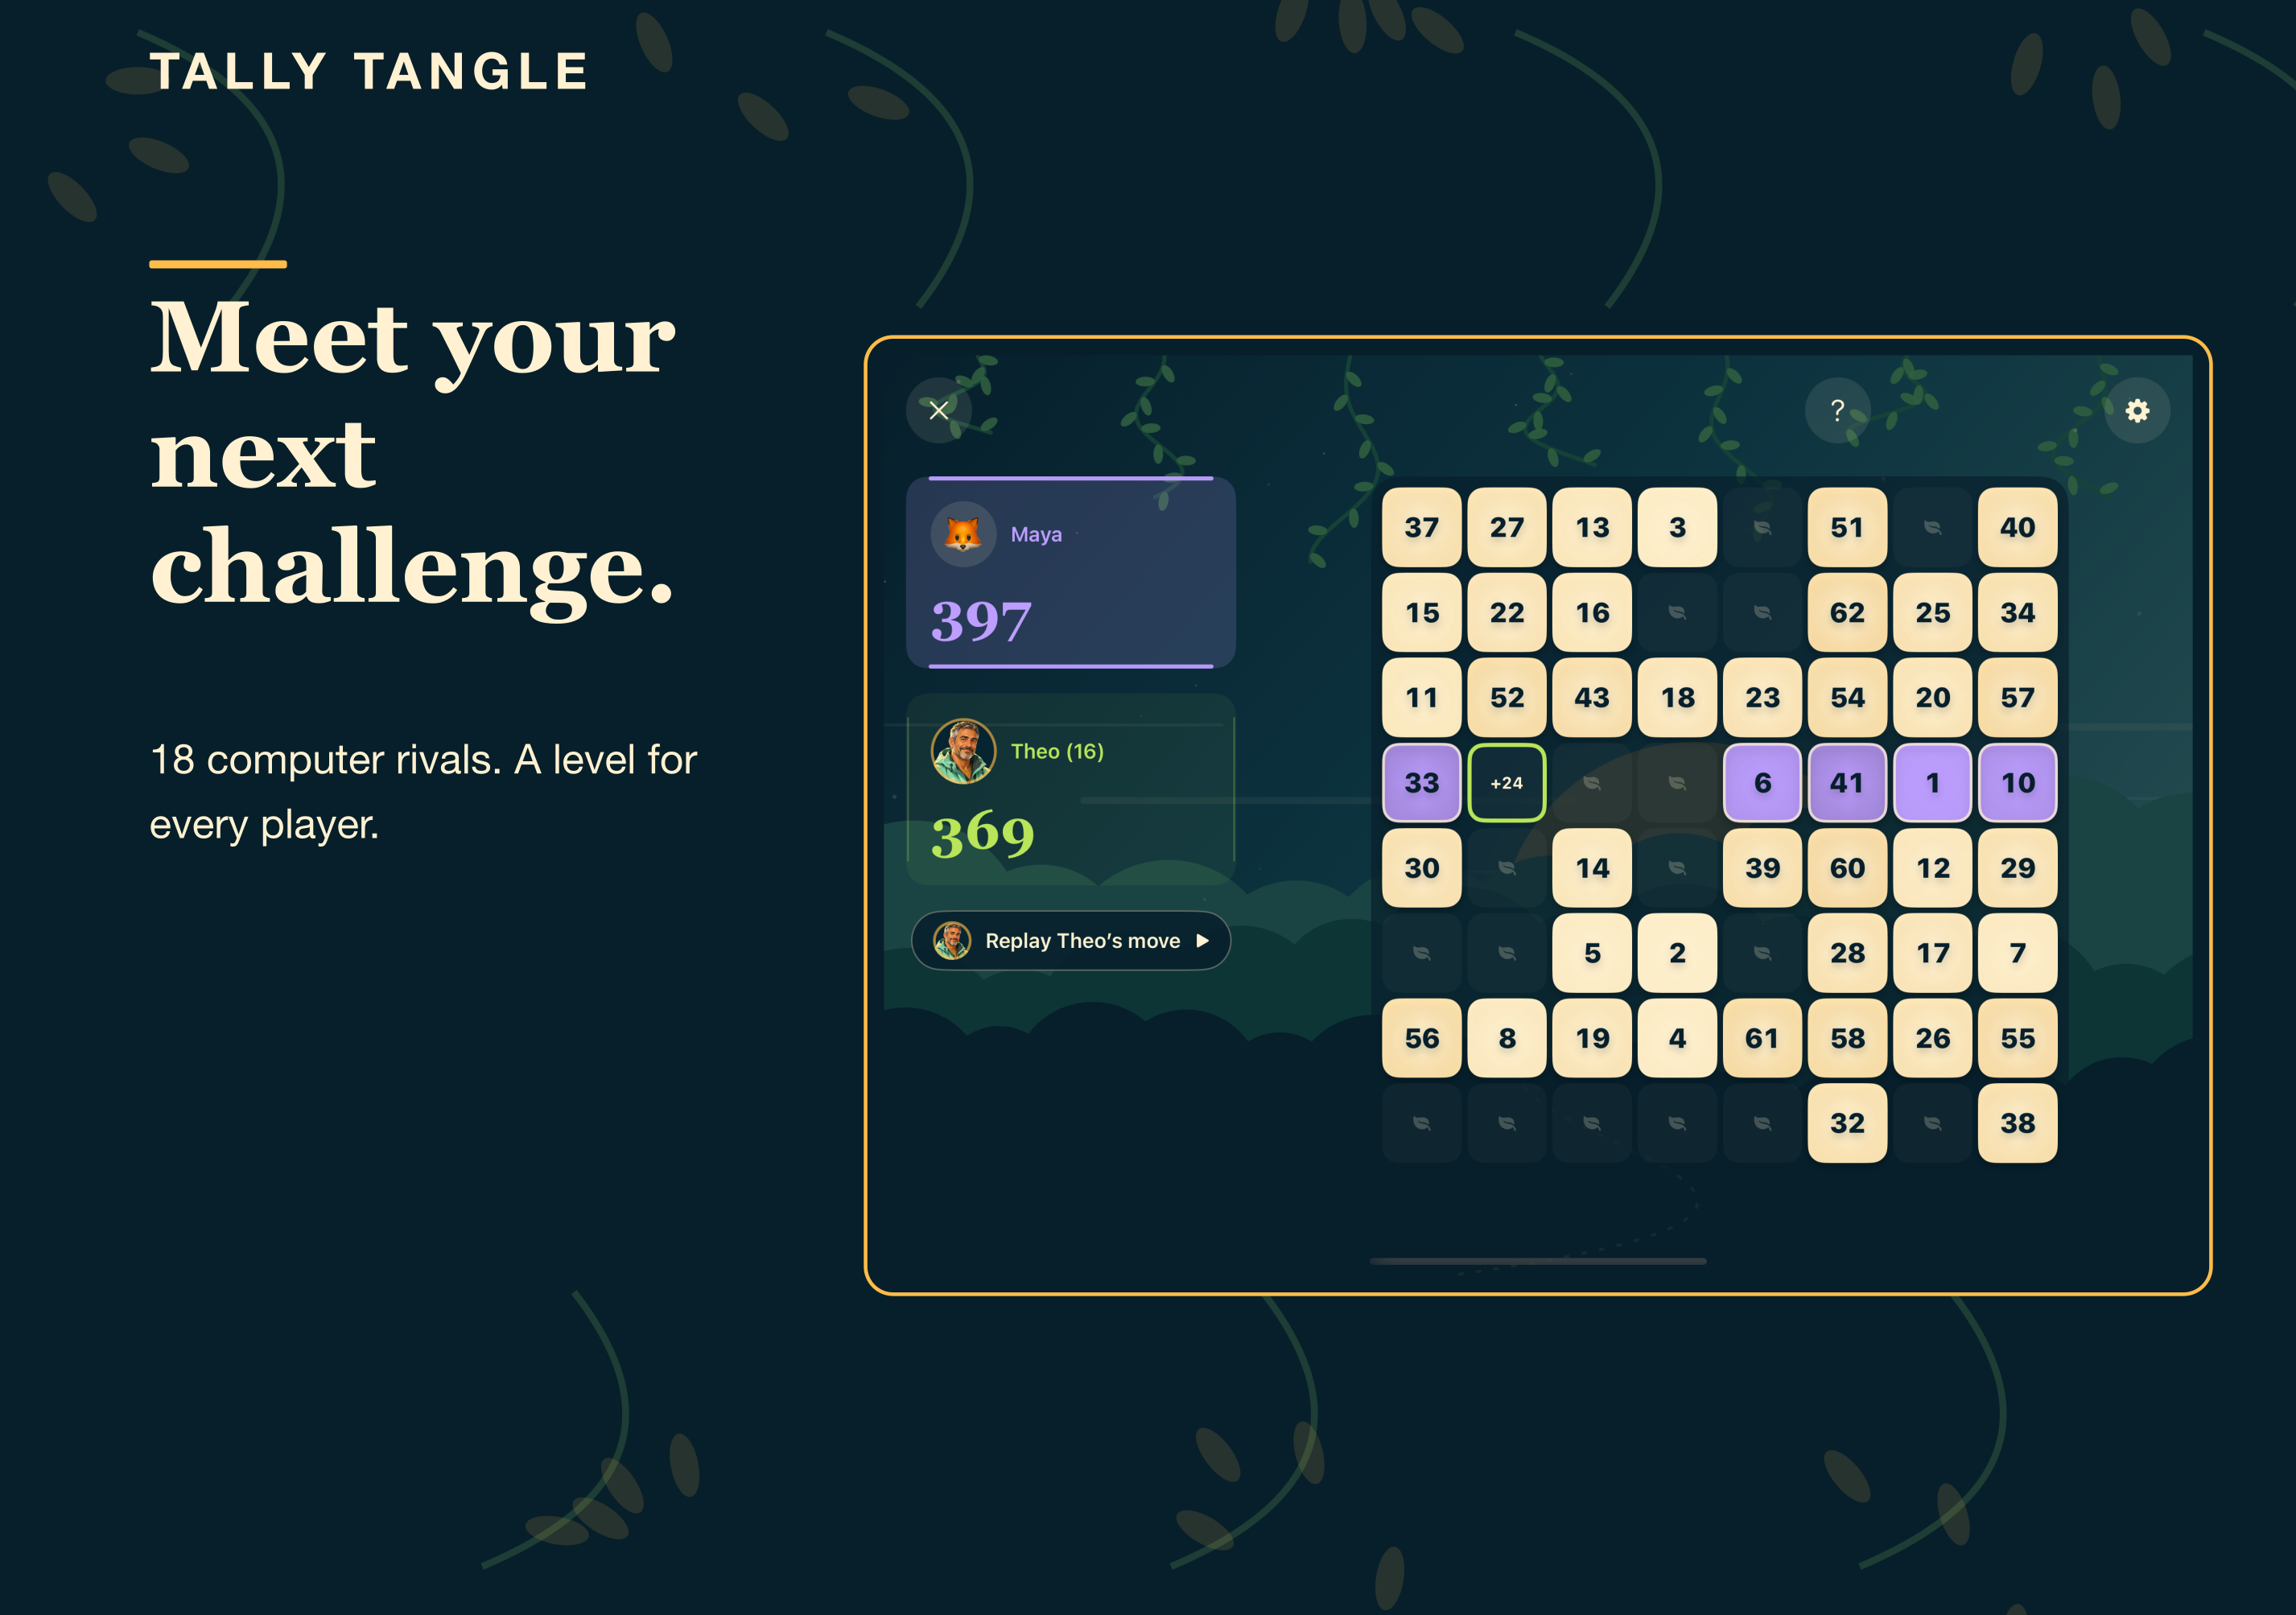 TALLY TANGLE
Meet your
next
challenge.
18 computer rivals. A level for
every player.
?
Maya
397
Theo (16)
369
Replay Theo’s move
37 27 13 3 51 40
15 22 16 62 25 34
11 52 43 18 23 54 20 57
33 +24 6 41 1 10
30 14 39 60 12 29
5 2 28 17 7
56 8 19 4 61 58 26 55
32 38